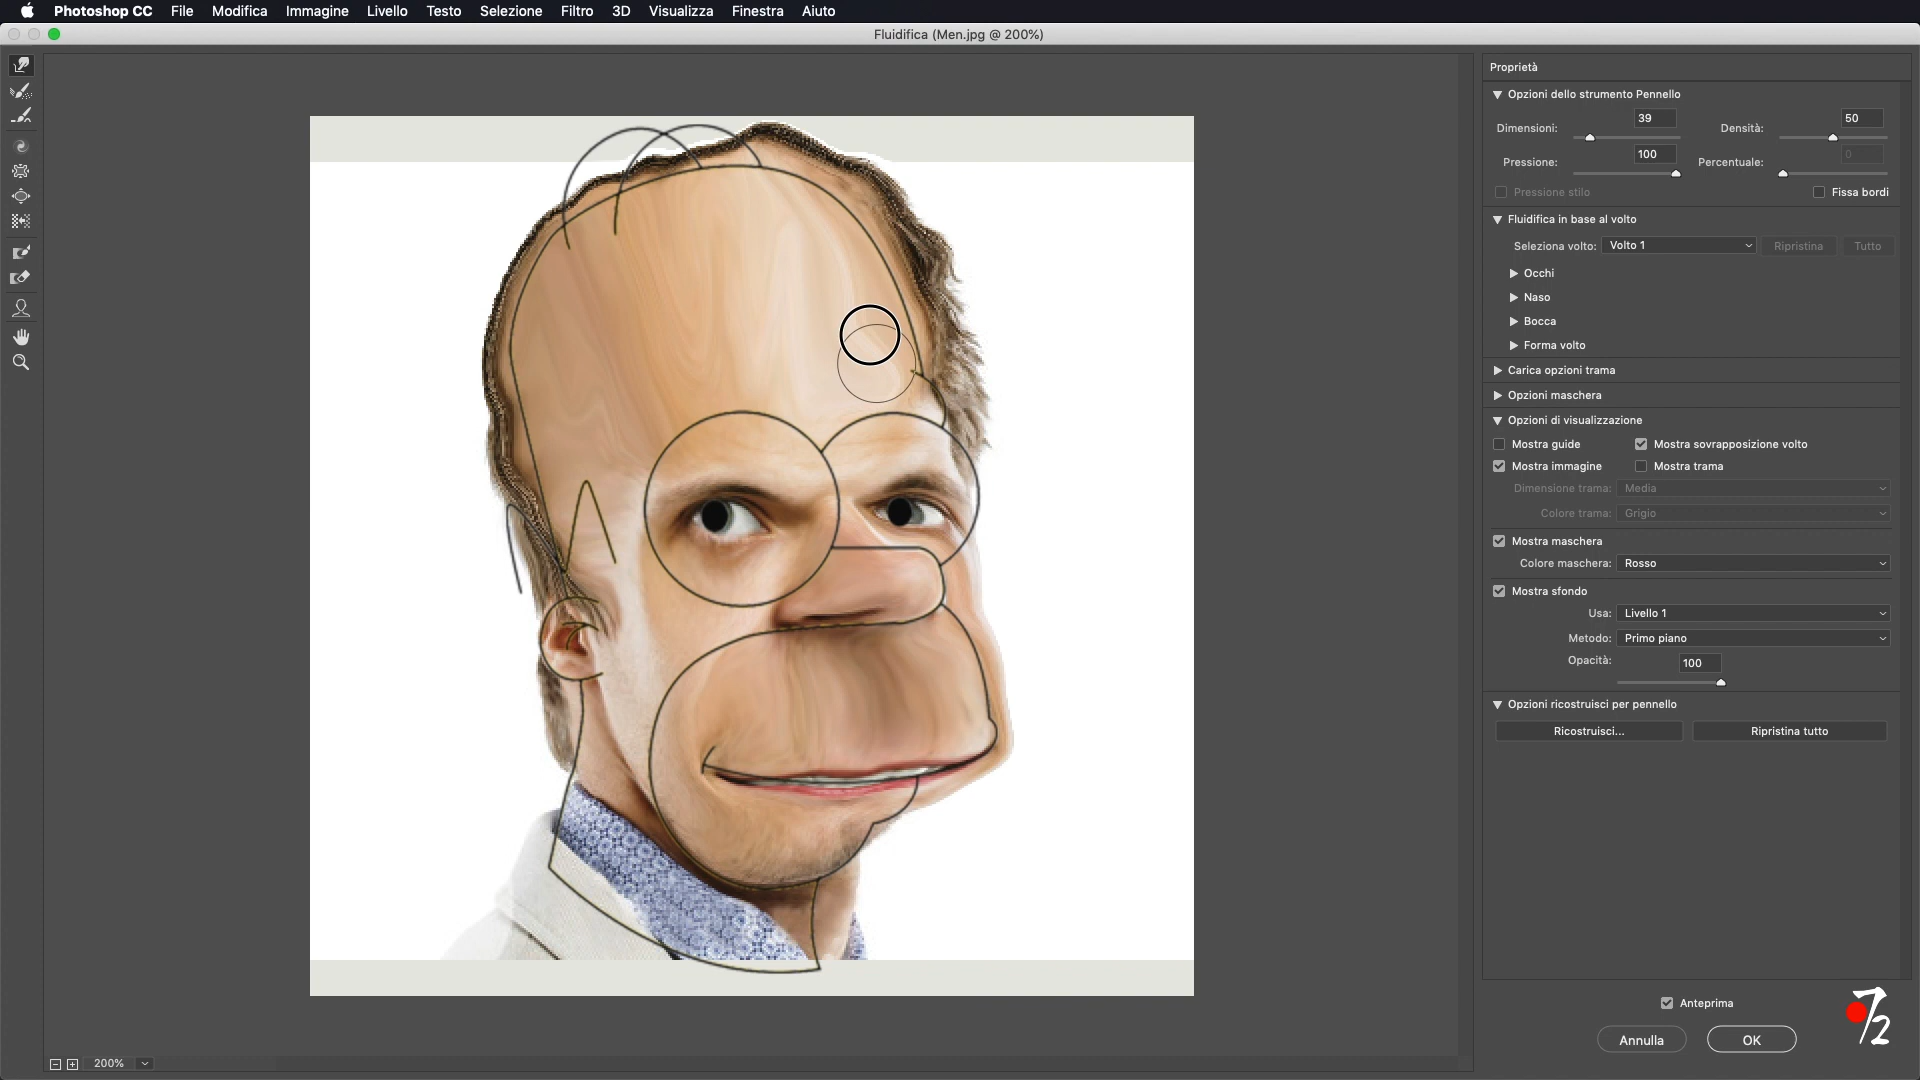 Photoshop CC File Modifica Immagine Livello Testo Selezione Filtro 3D Visualizza Finestra Aiuto
Fluidifica (Men.jpg @ 200%)
Proprietà
Opzioni dello strumento Pennello
Dimensioni: 39 Densità: 50
Pressione: 100 Percentuale: 0
Pressione stilo Fissa bordi
Fluidifica in base al volto
Seleziona volto: Volto 1 Ripristina Tutto
Occhi
Naso
Bocca
Forma volto
Carica opzioni trama
Opzioni maschera
Opzioni di visualizzazione
Mostra guide Mostra sovrapposizione volto
Mostra immagine Mostra trama
Dimensione trama: Media
Colore trama: Grigio
Mostra maschera
Colore maschera: Rosso
Mostra sfondo
Usa: Livello 1
Metodo: Primo piano
Opacità: 100
Opzioni ricostruisci per pennello
Ricostruisci... Ripristina tutto
Anteprima
Annulla OK
7/2
200%